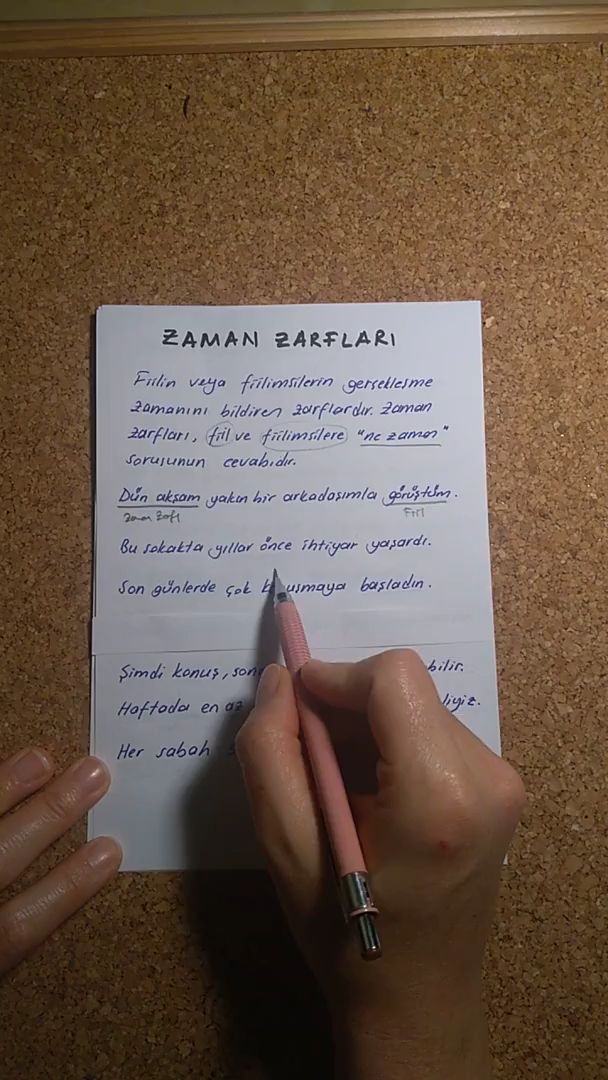 ZAMAN ZARFLARI
Fiilin veya fiilimsilerin gerçekleşme
zamanını bildiren zarflardır. Zaman
zarfları, fiil ve fiilimsilere "ne zaman"
sorusunun cevabıdır.
Dün akşam yakın bir arkadaşımla görüştüm.
Zaman Zarfı Fiil
Bu sokakta yıllar önce ihtiyar yaşardı.
Son günlerde çok başladın.
Şimdi konuş,
Haftada en az
Her sabah